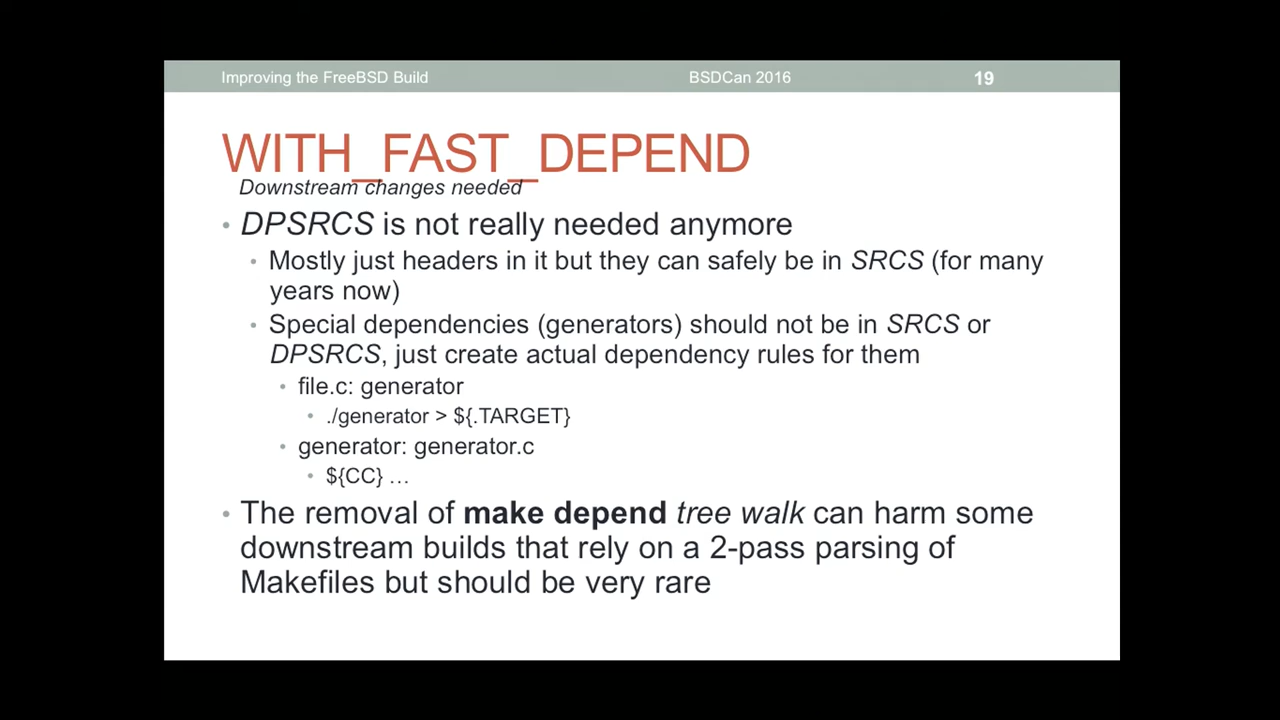 Improving the FreeBSD Build BSDCan 2016 19
WITH_FAST_DEPEND
Downstream changes needed
• DPSRCS is not really needed anymore
• Mostly just headers in it but they can safely be in SRCS (for many
years now)
• Special dependencies (generators) should not be in SRCS or
DPSRCS, just create actual dependency rules for them
• file.c: generator
• ./generator > ${.TARGET}
• generator: generator.c
• ${CC} …
• The removal of make depend tree walk can harm some
downstream builds that rely on a 2-pass parsing of
Makefiles but should be very rare